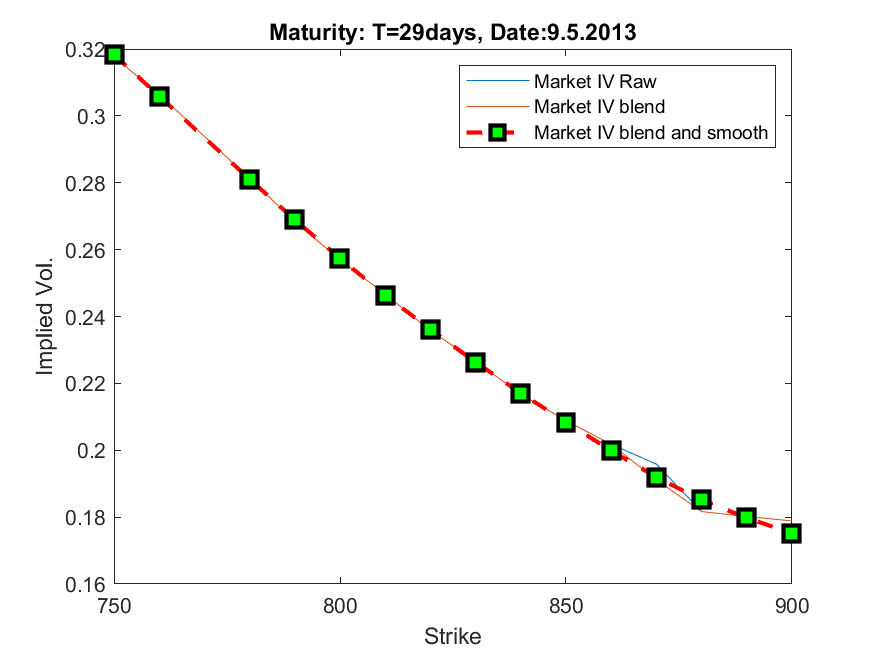 Maturity: T=29days, Date:9.5.2013
Market IV Raw
Market IV blend
Market IV blend and smooth
Implied Vol.
0.32
0.3
0.28
0.26
0.24
0.22
0.2
0.18
0.16
750 800 850 900
Strike